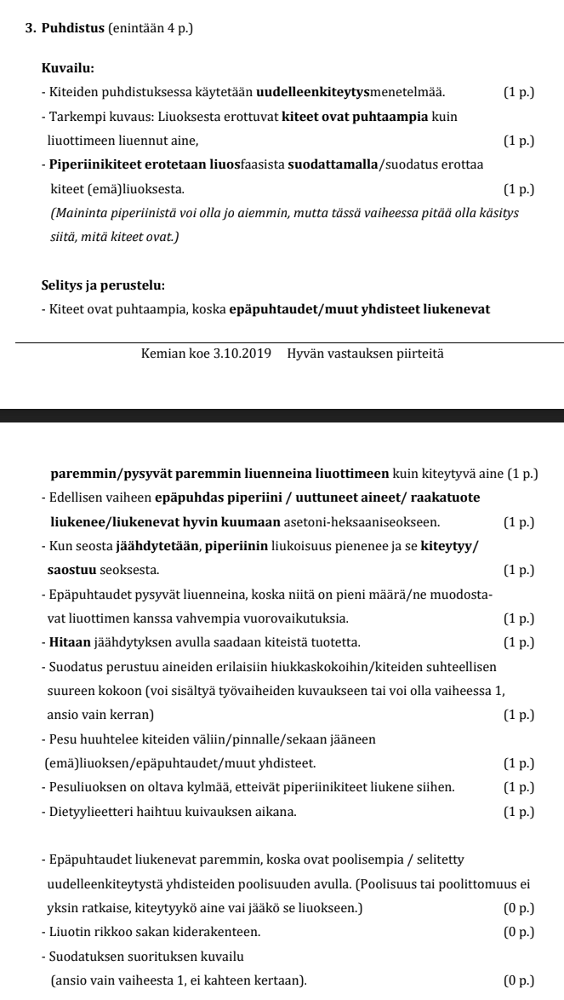 3. Puhdistus (enintään 4 p.)
Kuvailu:
- Kiteiden puhdistuksessa käytetään uudelleenkiteytysmenetelmää. (1 p.)
- Tarkempi kuvaus: Liuoksesta erottuvat kiteet ovat puhtaampia kuin
liuottimeen liuennut aine, (1 p.)
- Piperiinikiteet erotetaan liuosfaasista suodattamalla/suodatus erottaa
kiteet (emä)liuoksesta. (1 p.)
(Maininta piperiinistä voi olla jo aiemmin, mutta tässä vaiheessa pitää olla käsitys
siitä, mitä kiteet ovat.)
Selitys ja perustelu:
- Kiteet ovat puhtaampia, koska epäpuhtaudet/muut yhdisteet liukenevat
Kemian koe 3.10.2019 Hyvän vastauksen piirteitä
paremmin/pysyvät paremmin liuenneina liuottimeen kuin kiteytyvä aine (1 p.)
- Edellisen vaiheen epäpuhdas piperiini / uuttuneet aineet/ raakatuote
liukenee/liukenevat hyvin kuumaan asetoni-heksaaniseokseen. (1 p.)
- Kun seosta jäähdytetään, piperiinin liukoisuus pienenee ja se kiteytyy/
saostuu seoksesta. (1 p.)
- Epäpuhtaudet pysyvät liuenneina, koska niitä on pieni määrä/ne muodosta-
vat liuottimen kanssa vahvempia vuorovaikutuksia. (1 p.)
- Hitaan jäähdytyksen avulla saadaan kiteistä tuotetta. (1 p.)
- Suodatus perustuu aineiden erilaisiin hiukkaskokoihin/kiteiden suhteellisen
suureen kokoon (voi sisältyä työvaiheiden kuvaukseen tai voi olla vaiheessa 1,
ansio vain kerran) (1 p.)
- Pesu huuhtelee kiteiden väliin/pinnalle/sekaan jääneen
(emä)liuoksen/epäpuhtaudet/muut yhdisteet. (1 p.)
- Pesuliuoksen on oltava kylmää, etteivät piperiinikiteet liukene siihen. (1 p.)
- Dietyylieetteri haihtuu kuivauksen aikana. (1 p.)
- Epäpuhtaudet liukenevat paremmin, koska ovat poolisempia / selitetty
uudelleenkiteytystä yhdisteiden poolisuuden avulla. (Poolisuus tai poolittomuus ei
yksin ratkaise, kiteytyykö aine vai jääkö se liuokseen.) (0 p.)
- Liuotin rikkoo sakan kiderakenteen. (0 p.)
- Suodatuksen suorituksen kuvailu
(ansio vain vaiheesta 1, ei kahteen kertaan). (0 p.)